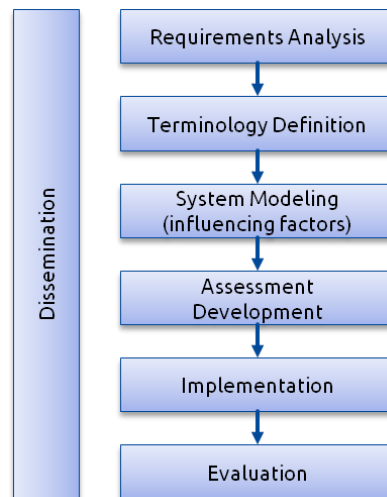 Dissemination
Requirements Analysis
Terminology Definition
System Modeling
(influencing factors)
Assessment
Development
Implementation
Evaluation